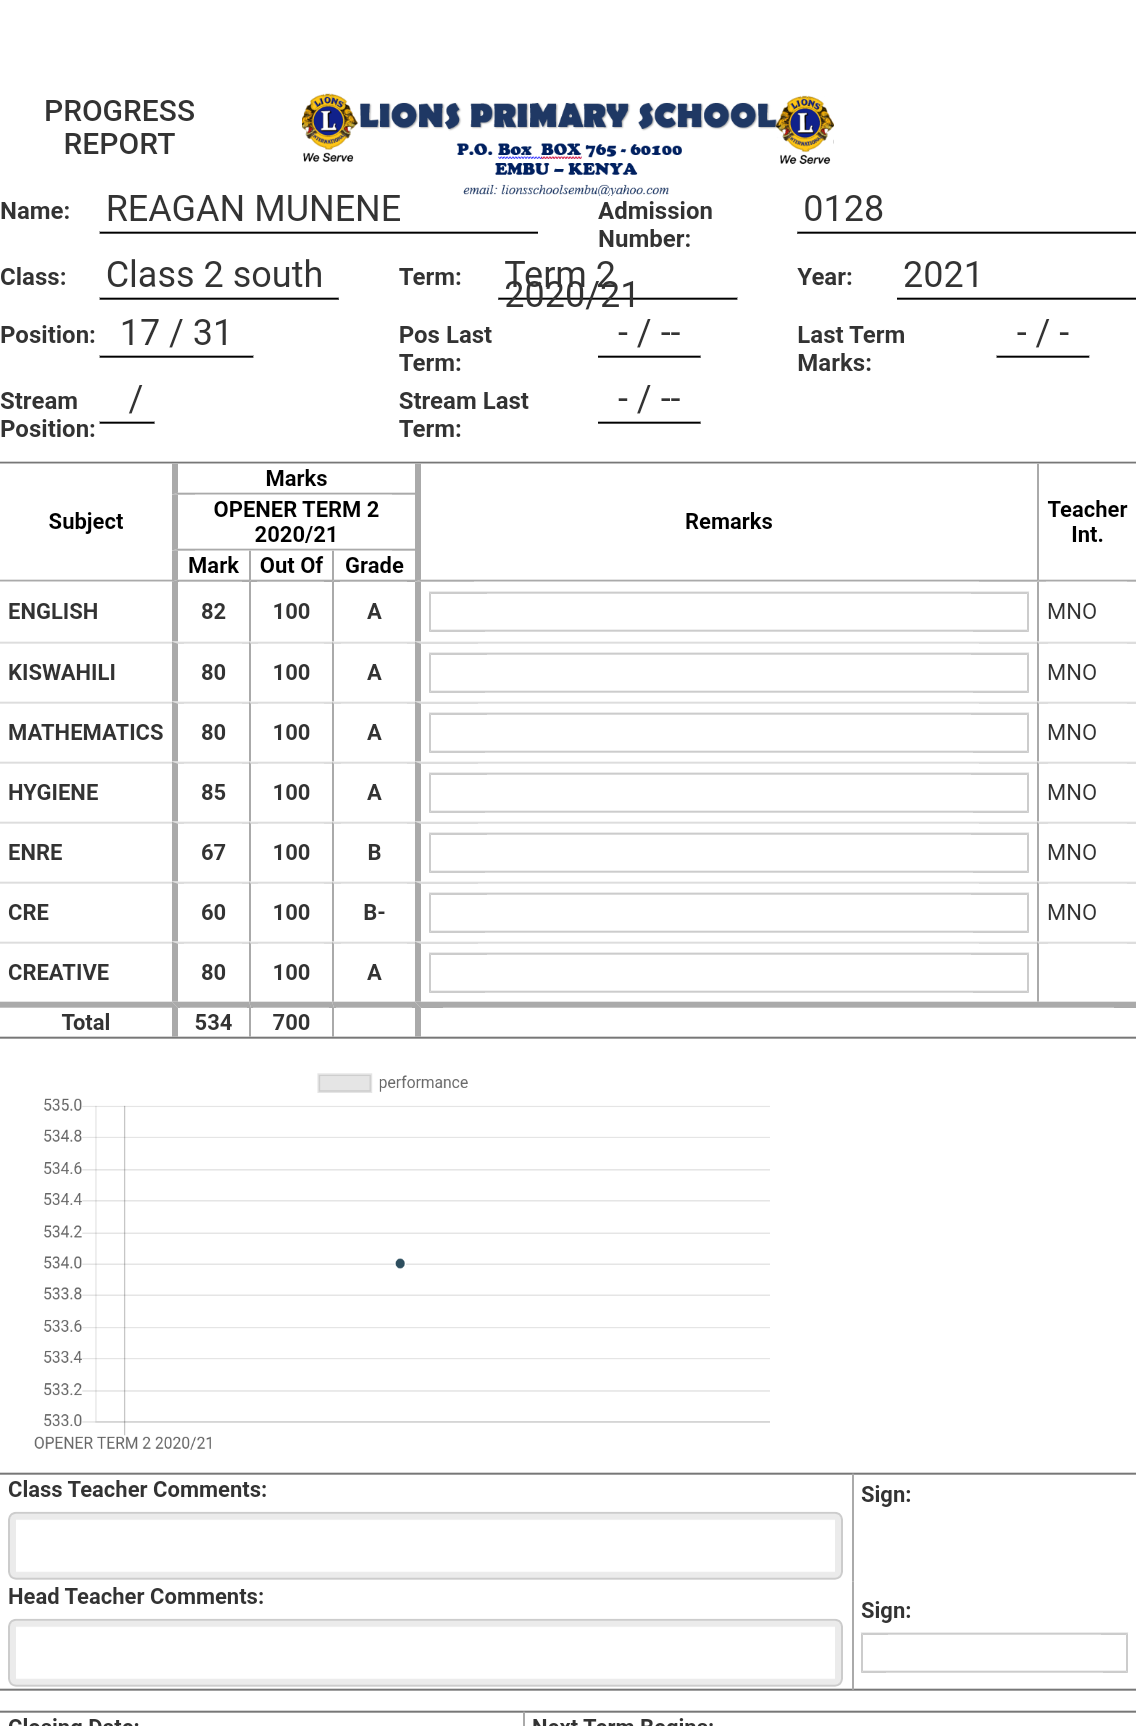 PROGRESS
REPORT
LIONS
INTERNATIONAL
We Serve
LIONS PRIMARY SCHOOL
P.O. Box BOX 765 - 60100
EMBU – KENYA
email: lionsschoolsembu@yahoo.com
LIONS
INTERNATIONAL
We Serve
Name: REAGAN MUNENE Admission Number: 0128
Class: Class 2 south Term: Term 2 2020/21 Year: 2021
Position: 17 / 31 Pos Last Term: - / -- Last Term Marks: - / -
Stream Position: / Stream Last Term: - / --
Subject Marks Remarks Teacher Int.
OPENER TERM 2 2020/21
Mark Out Of Grade
ENGLISH 82 100 A MNO
KISWAHILI 80 100 A MNO
MATHEMATICS 80 100 A MNO
HYGIENE 85 100 A MNO
ENRE 67 100 B MNO
CRE 60 100 B- MNO
CREATIVE 80 100 A
Total 534 700
performance
535.0
534.8
534.6
534.4
534.2
534.0
533.8
533.6
533.4
533.2
533.0
OPENER TERM 2 2020/21
Class Teacher Comments: Sign:
Head Teacher Comments: Sign:
Closing Date: Next Term Begins: